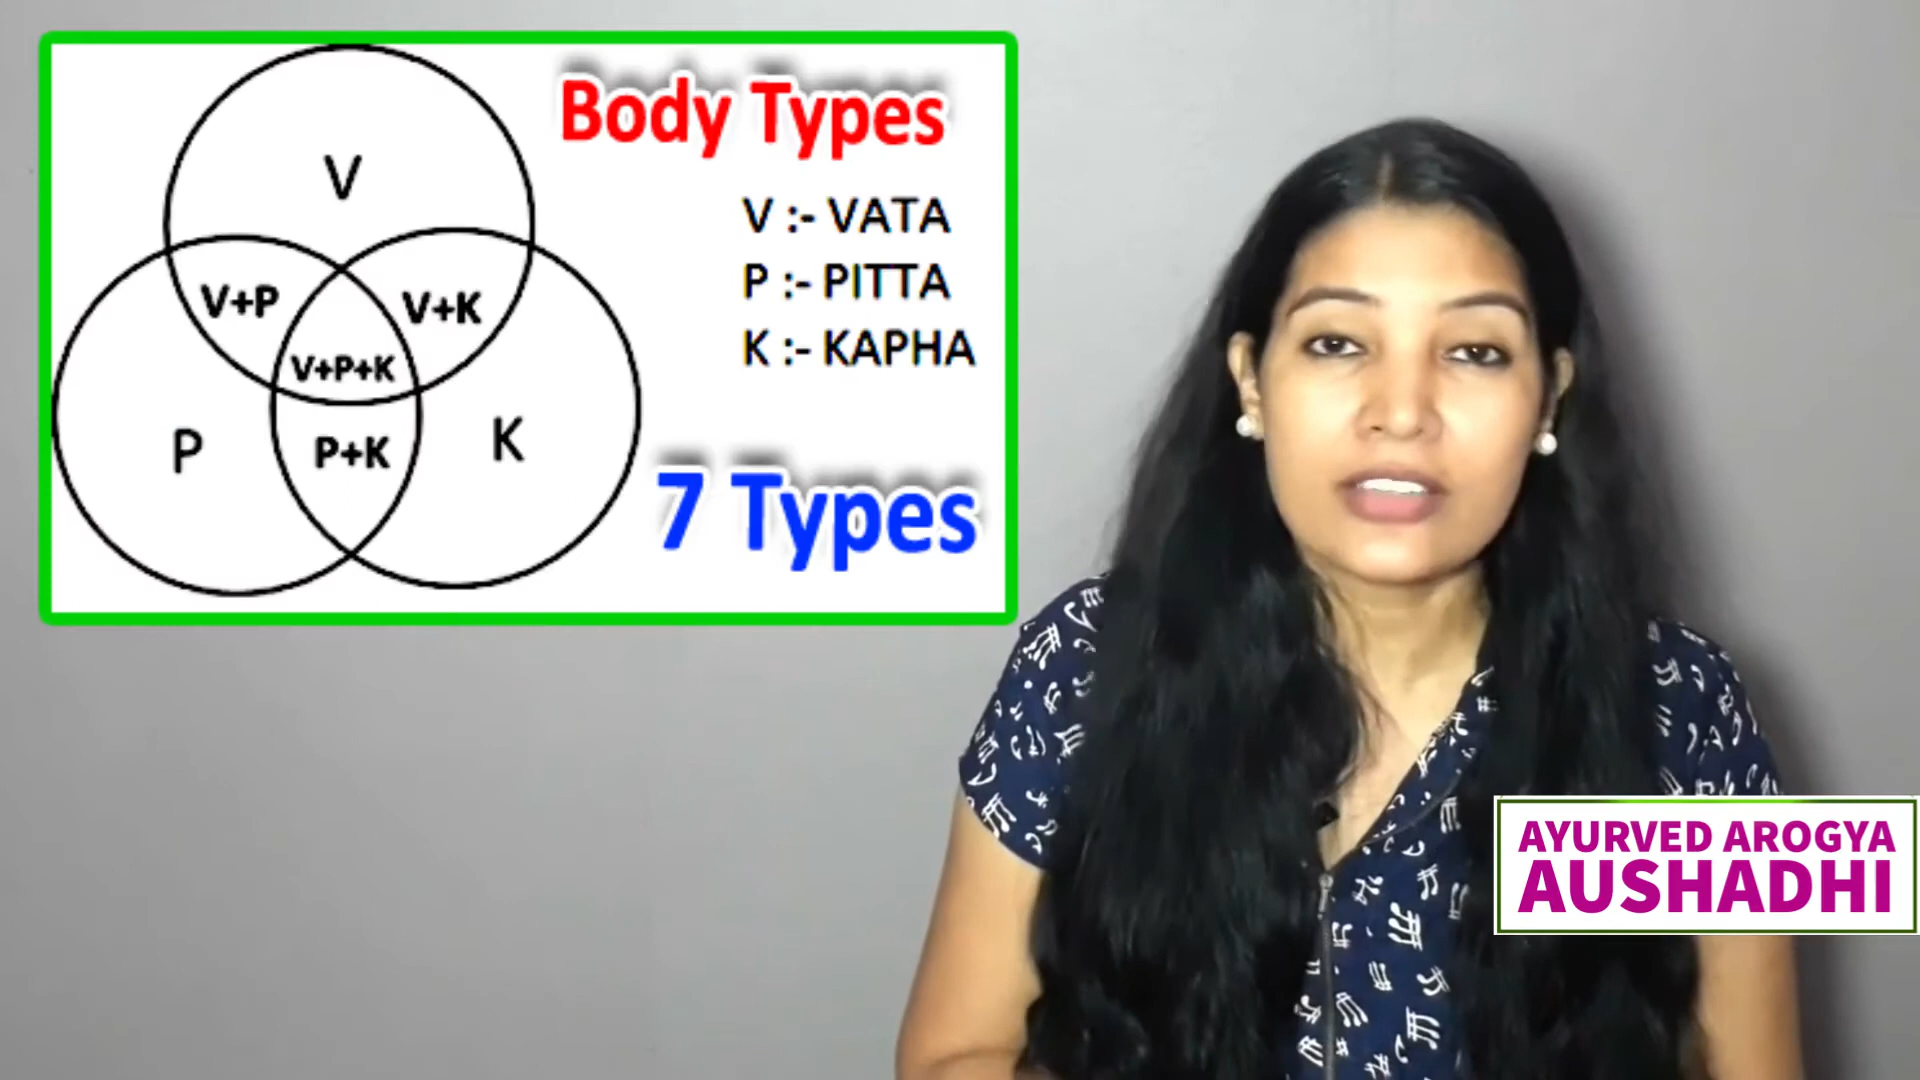 Body Types
V
V :- VATA
P :- PITTA
K :- KAPHA
V+P
V+K
V+P+K
P
P+K
K
7 Types
AYURVED AROGYA
AUSHADHI